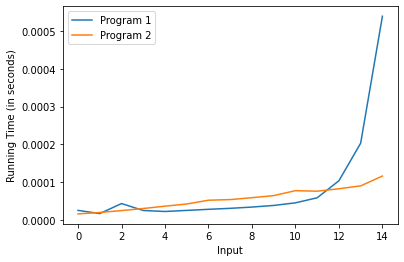 Program 1
Program 2
Running Time (in seconds)
0.0005
0.0004
0.0003
0.0002
0.0001
0.0000
0 2 4 6 8 10 12 14
Input